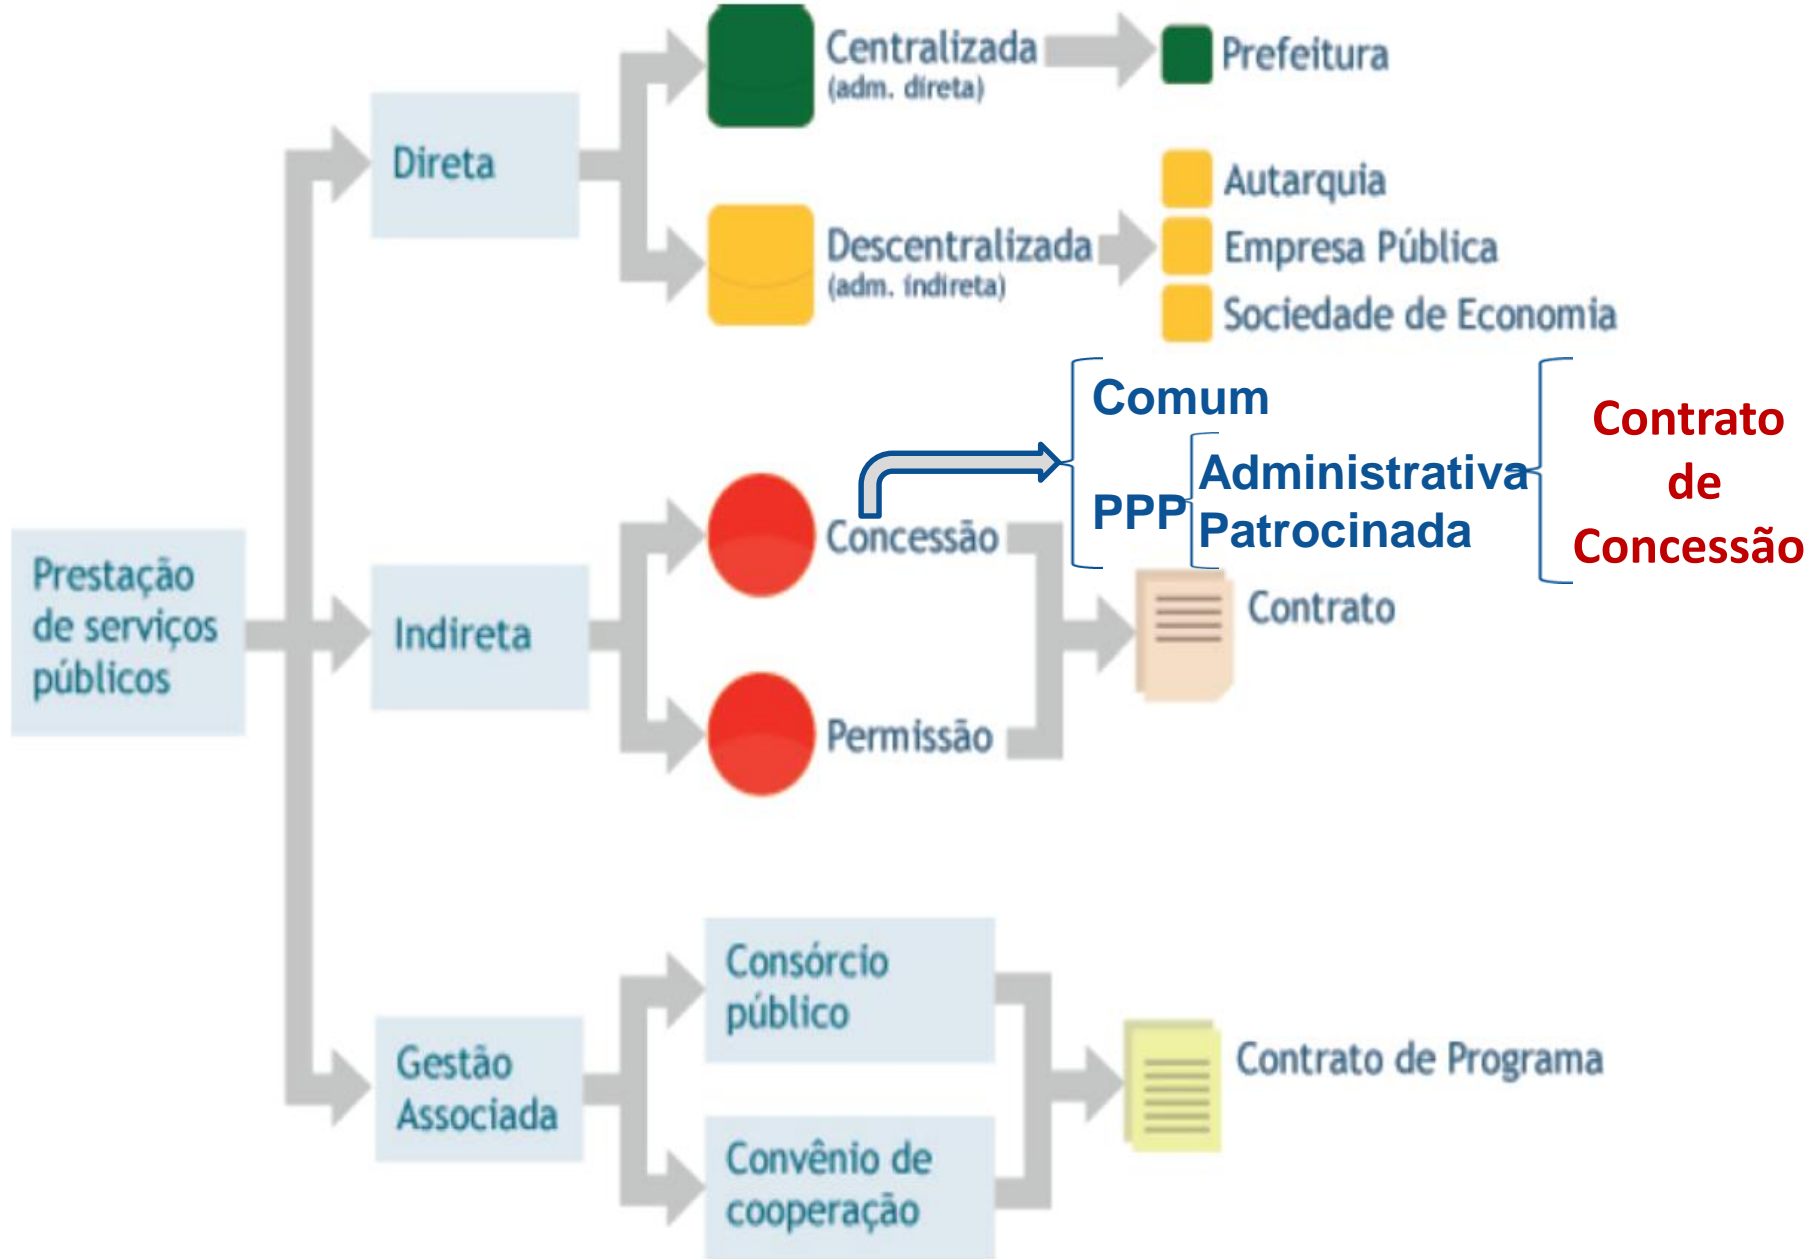 Centralizada
(adm. direta)
Prefeitura
Direta
Autarquia
Descentralizada
(adm. indireta)
Empresa Pública
Sociedade de Economia
Comum
PPP
Administrativa
Patrocinada
Contrato
de
Concessão
Prestação
de serviços
públicos
Indireta
Concessão
Permissão
Contrato
Gestão
Associada
Consórcio
público
Convênio de
cooperação
Contrato de Programa